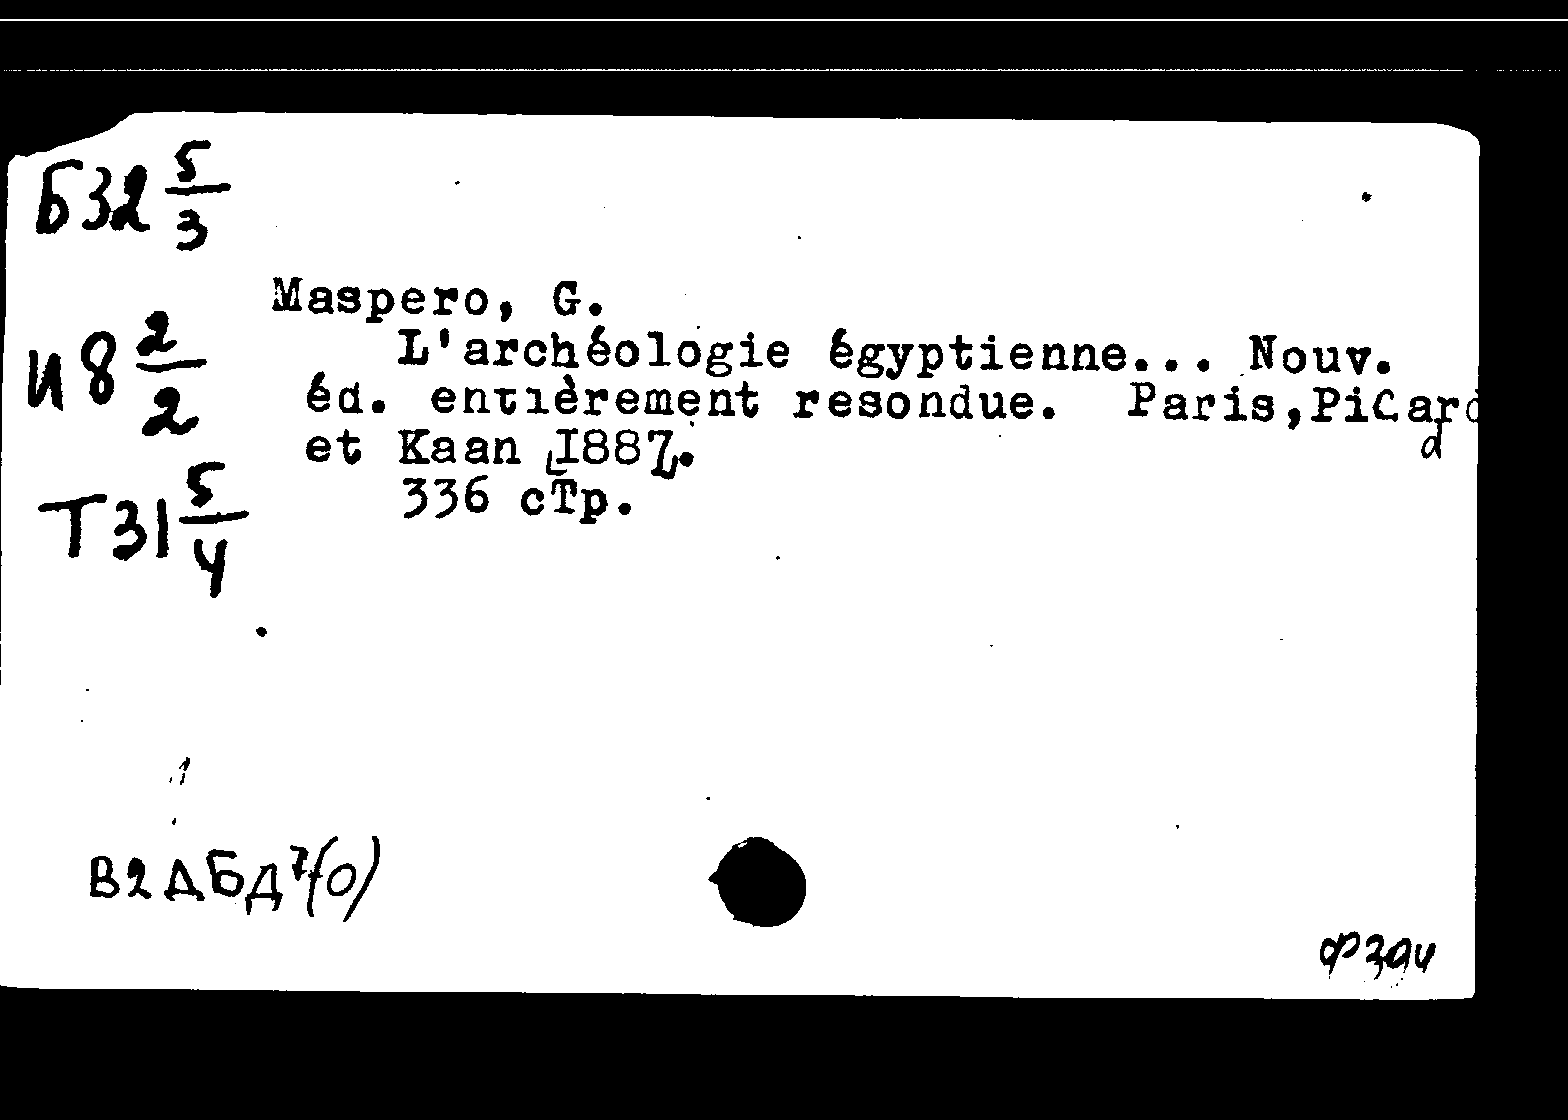 Б32 5/3
Maspero, G.
L'archéologie égyptienne... Nouv.
И8 2/2
éd. entièrement resondue. Paris,Picard
et Kaan [1887].
336 cTp.
Т31 5/4
В2ДБД7(0)